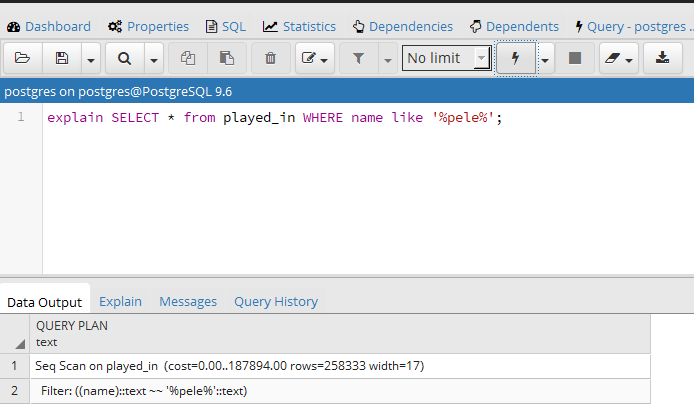 Dashboard Properties SQL Statistics Dependencies Dependents Query - postgres ..
No limit
postgres on postgres@PostgreSQL 9.6
1 explain SELECT * from played_in WHERE name like '%pele%';
Data Output Explain Messages Query History
QUERY PLAN
text
1 Seq Scan on played_in (cost=0.00..187894.00 rows=258333 width=17)
2 Filter: ((name)::text ~~ '%pele%'::text)